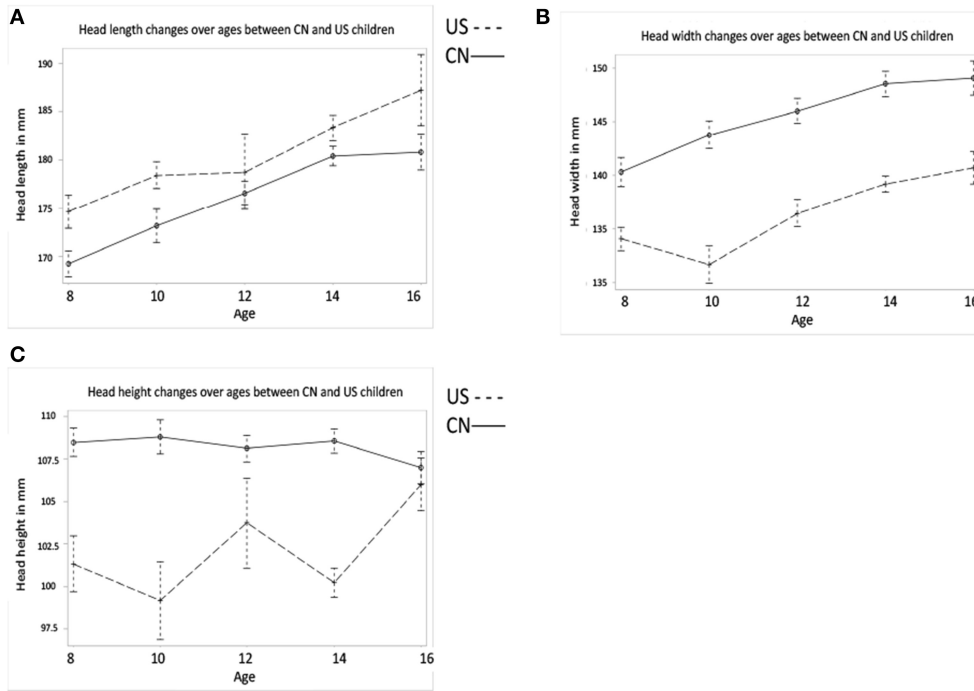 A
Head length changes over ages between CN and US children
US ---
CN—
Head length in mm
190
185
180
175
170
8 10 12 14 16
Age
B
Head width changes over ages between CN and US children
Head width in mm
150
145
140
135
135
8 10 12 14 16
Age
C
Head height changes over ages between CN and US children
US ---
CN—
Head height in mm
110
107.5
105
102.5
100
97.5
8 10 12 14 16
Age